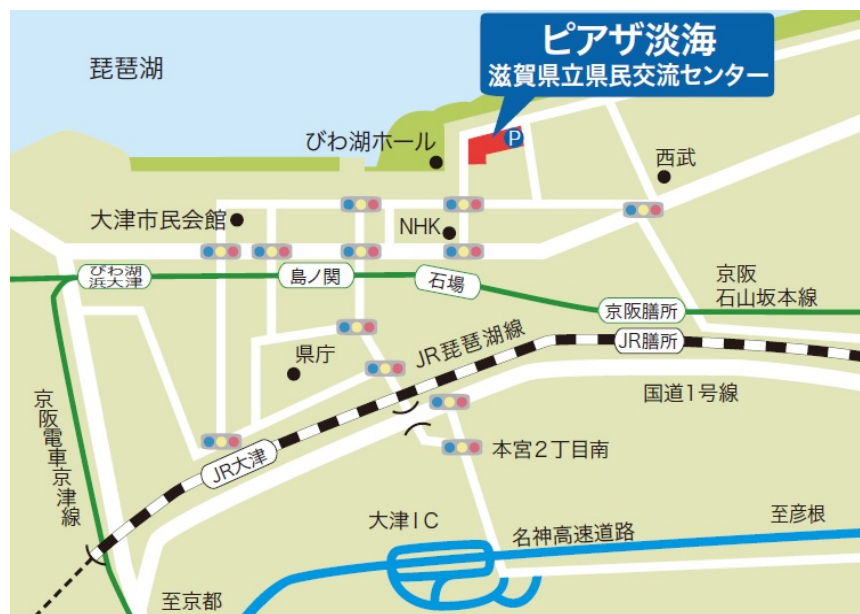 ピアザ淡海
滋賀県立県民交流センター
琵琶湖
P
びわ湖ホール
西武
大津市民会館
NHK
びわ湖
浜大津
島ノ関
石場
京阪
石山坂本線
京阪膳所
JR琵琶湖線
JR膳所
県庁
国道1号線
京阪電車京津線
JR大津
本宮2丁目南
大津IC
名神高速道路
至彦根
至京都